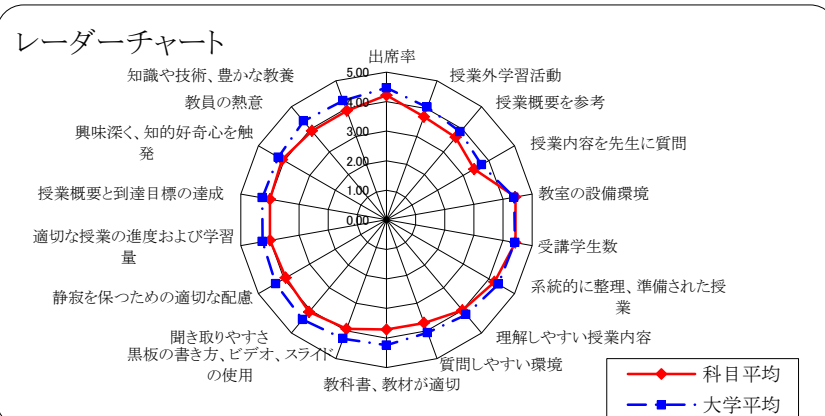 レーダーチャート
出席率
授業外学習活動
授業概要を参考
授業内容を先生に質問
教室の設備環境
受講学生数
系統的に整理、準備された授
業
理解しやすい授業内容
質問しやすい環境
教科書、教材が適切
黒板の書き方、ビデオ、スライド
の使用
聞き取りやすさ
静寂を保つための適切な配慮
適切な授業の進度および学習
量
授業概要と到達目標の達成
興味深く、知的好奇心を触
発
教員の熱意
知識や技術、豊かな教養
5.00
4.00
3.00
2.00
1.00
0.00
科目平均
大学平均